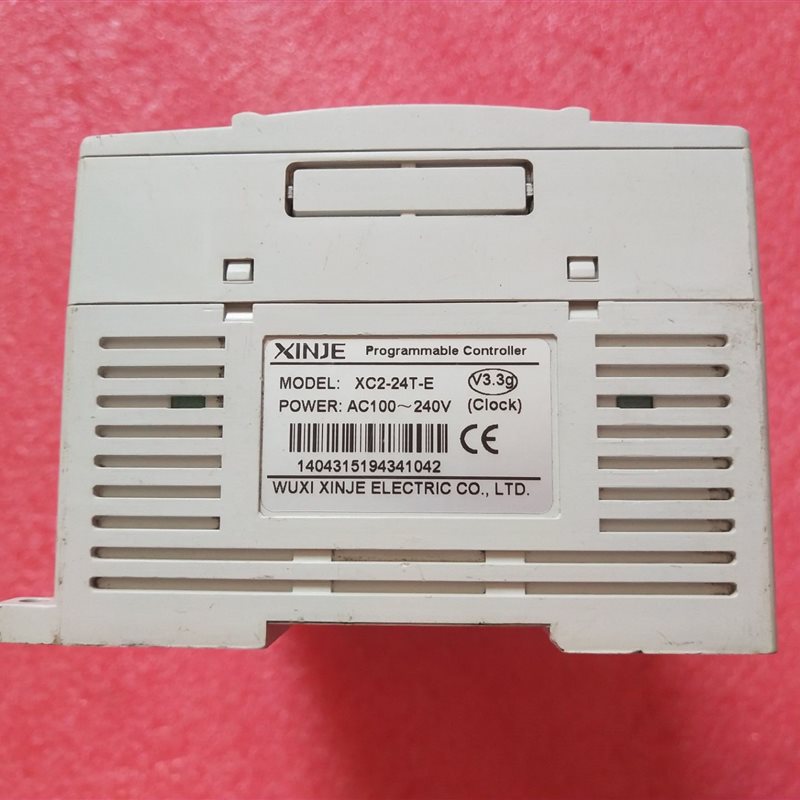 XINJE Programmable Controller
MODEL: XC2-24T-E V3.3g
POWER: AC100～240V (Clock)
CE
1404315194341042
WUXI XINJE ELECTRIC CO., LTD.